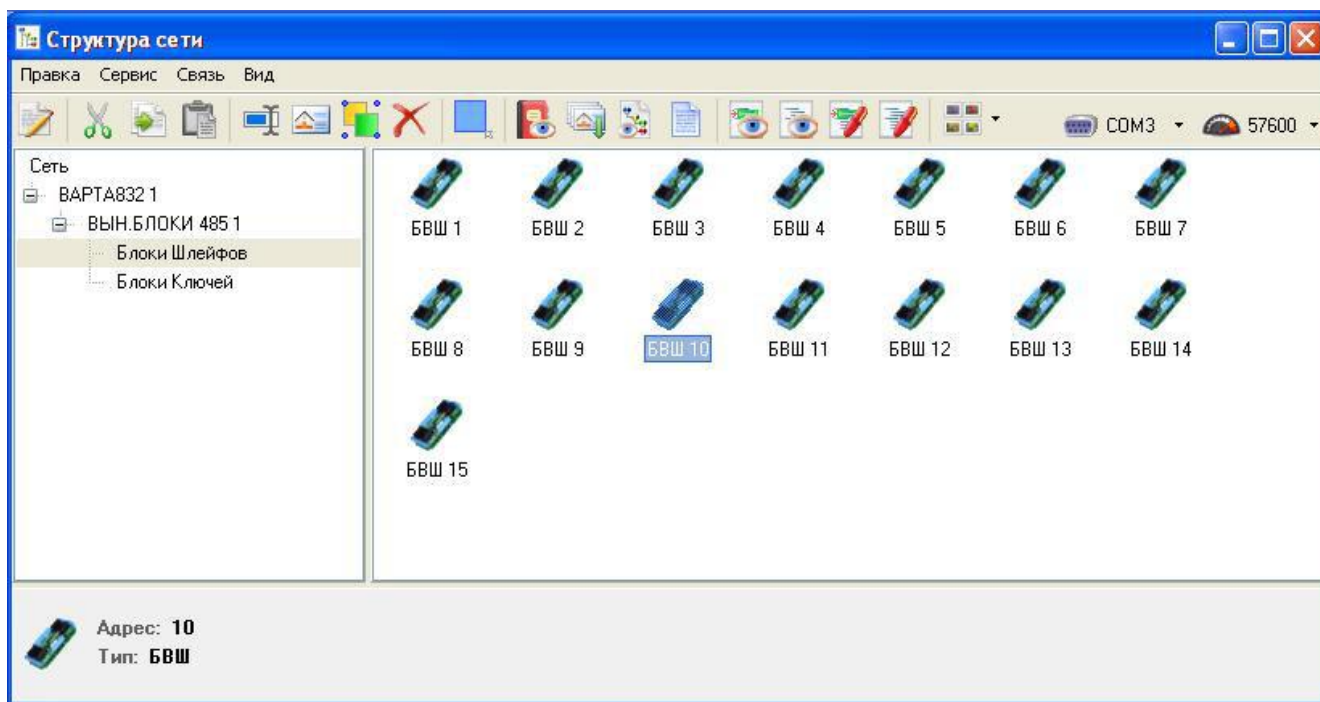 Структура сети
Правка Сервис Связь Вид
COM3 57600
Сеть
ВАРТА832 1
ВЫН.БЛОКИ 485 1
Блоки Шлейфов
Блоки Ключей
БВШ 1 БВШ 2 БВШ 3 БВШ 4 БВШ 5 БВШ 6 БВШ 7
БВШ 8 БВШ 9 БВШ 10 БВШ 11 БВШ 12 БВШ 13 БВШ 14
БВШ 15
Адрес: 10
Тип: БВШ